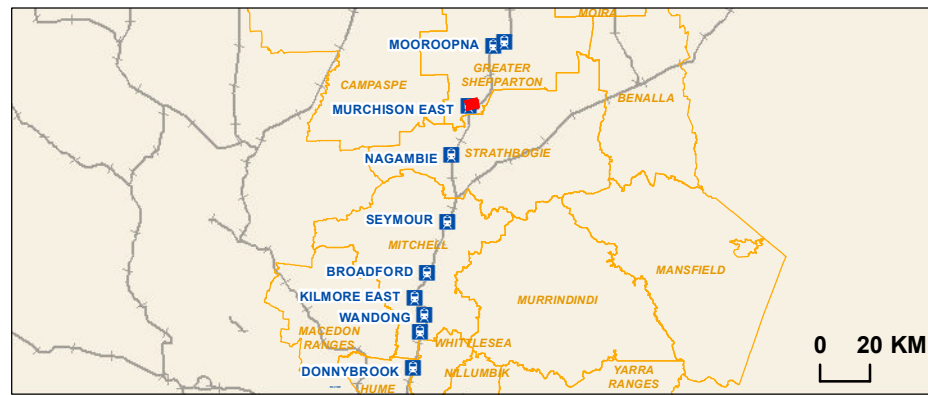 MOIRA
MOOROOPNA
GREATER
SHEPPARTON
CAMPASPE
BENALLA
MURCHISON EAST
STRATHBOGIE
NAGAMBIE
SEYMOUR
MITCHELL
BROADFORD
MANSFIELD
KILMORE EAST
MURRINDINDI
WANDONG
MACEDON
RANGES
WHITTLESEA
0 20 KM
DONNYBROOK
NILLUMBIK
YARRA
RANGES
HUME